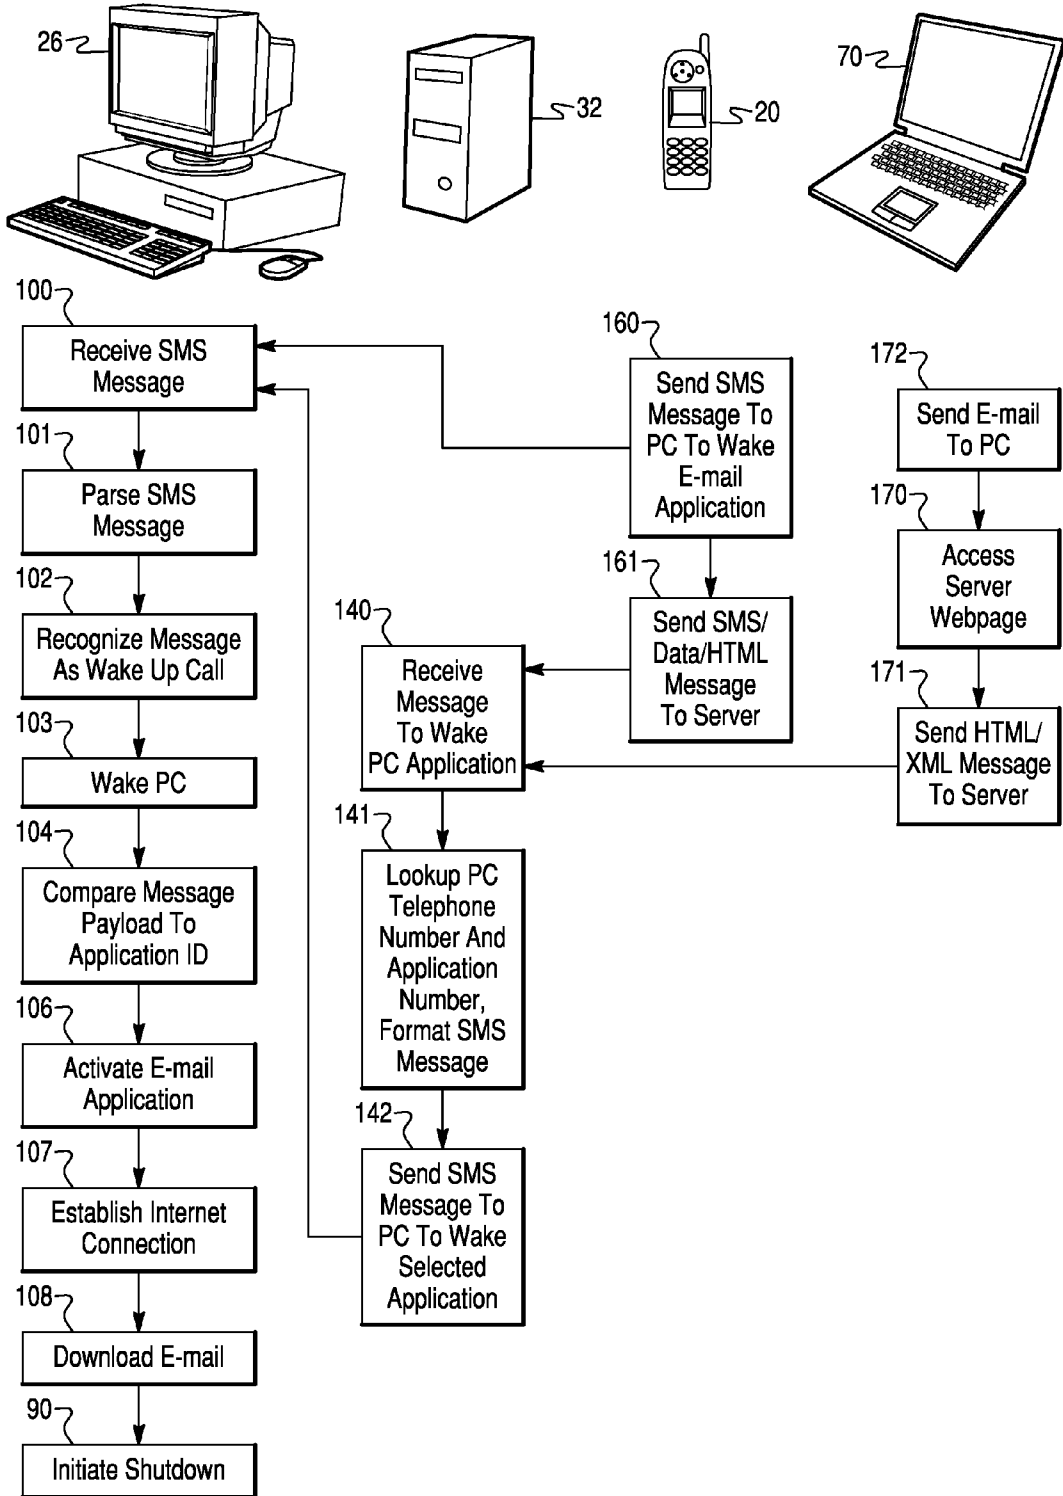 26
32
20
70
100
Receive SMS
Message
101
Parse SMS
Message
102
Recognize Message
As Wake Up Call
103
Wake PC
104
Compare Message
Payload To
Application ID
106
Activate E-mail
Application
107
Establish Internet
Connection
108
Download E-mail
90
Initiate Shutdown
140
Receive
Message
To Wake
PC Application
141
Lookup PC
Telephone
Number And
Application
Number,
Format SMS
Message
142
Send SMS
Message To
PC To Wake
Selected
Application
160
Send SMS
Message To
PC To Wake
E-mail
Application
161
Send SMS/
Data/HTML
Message
To Server
172
Send E-mail
To PC
170
Access
Server
Webpage
171
Send HTML/
XML Message
To Server